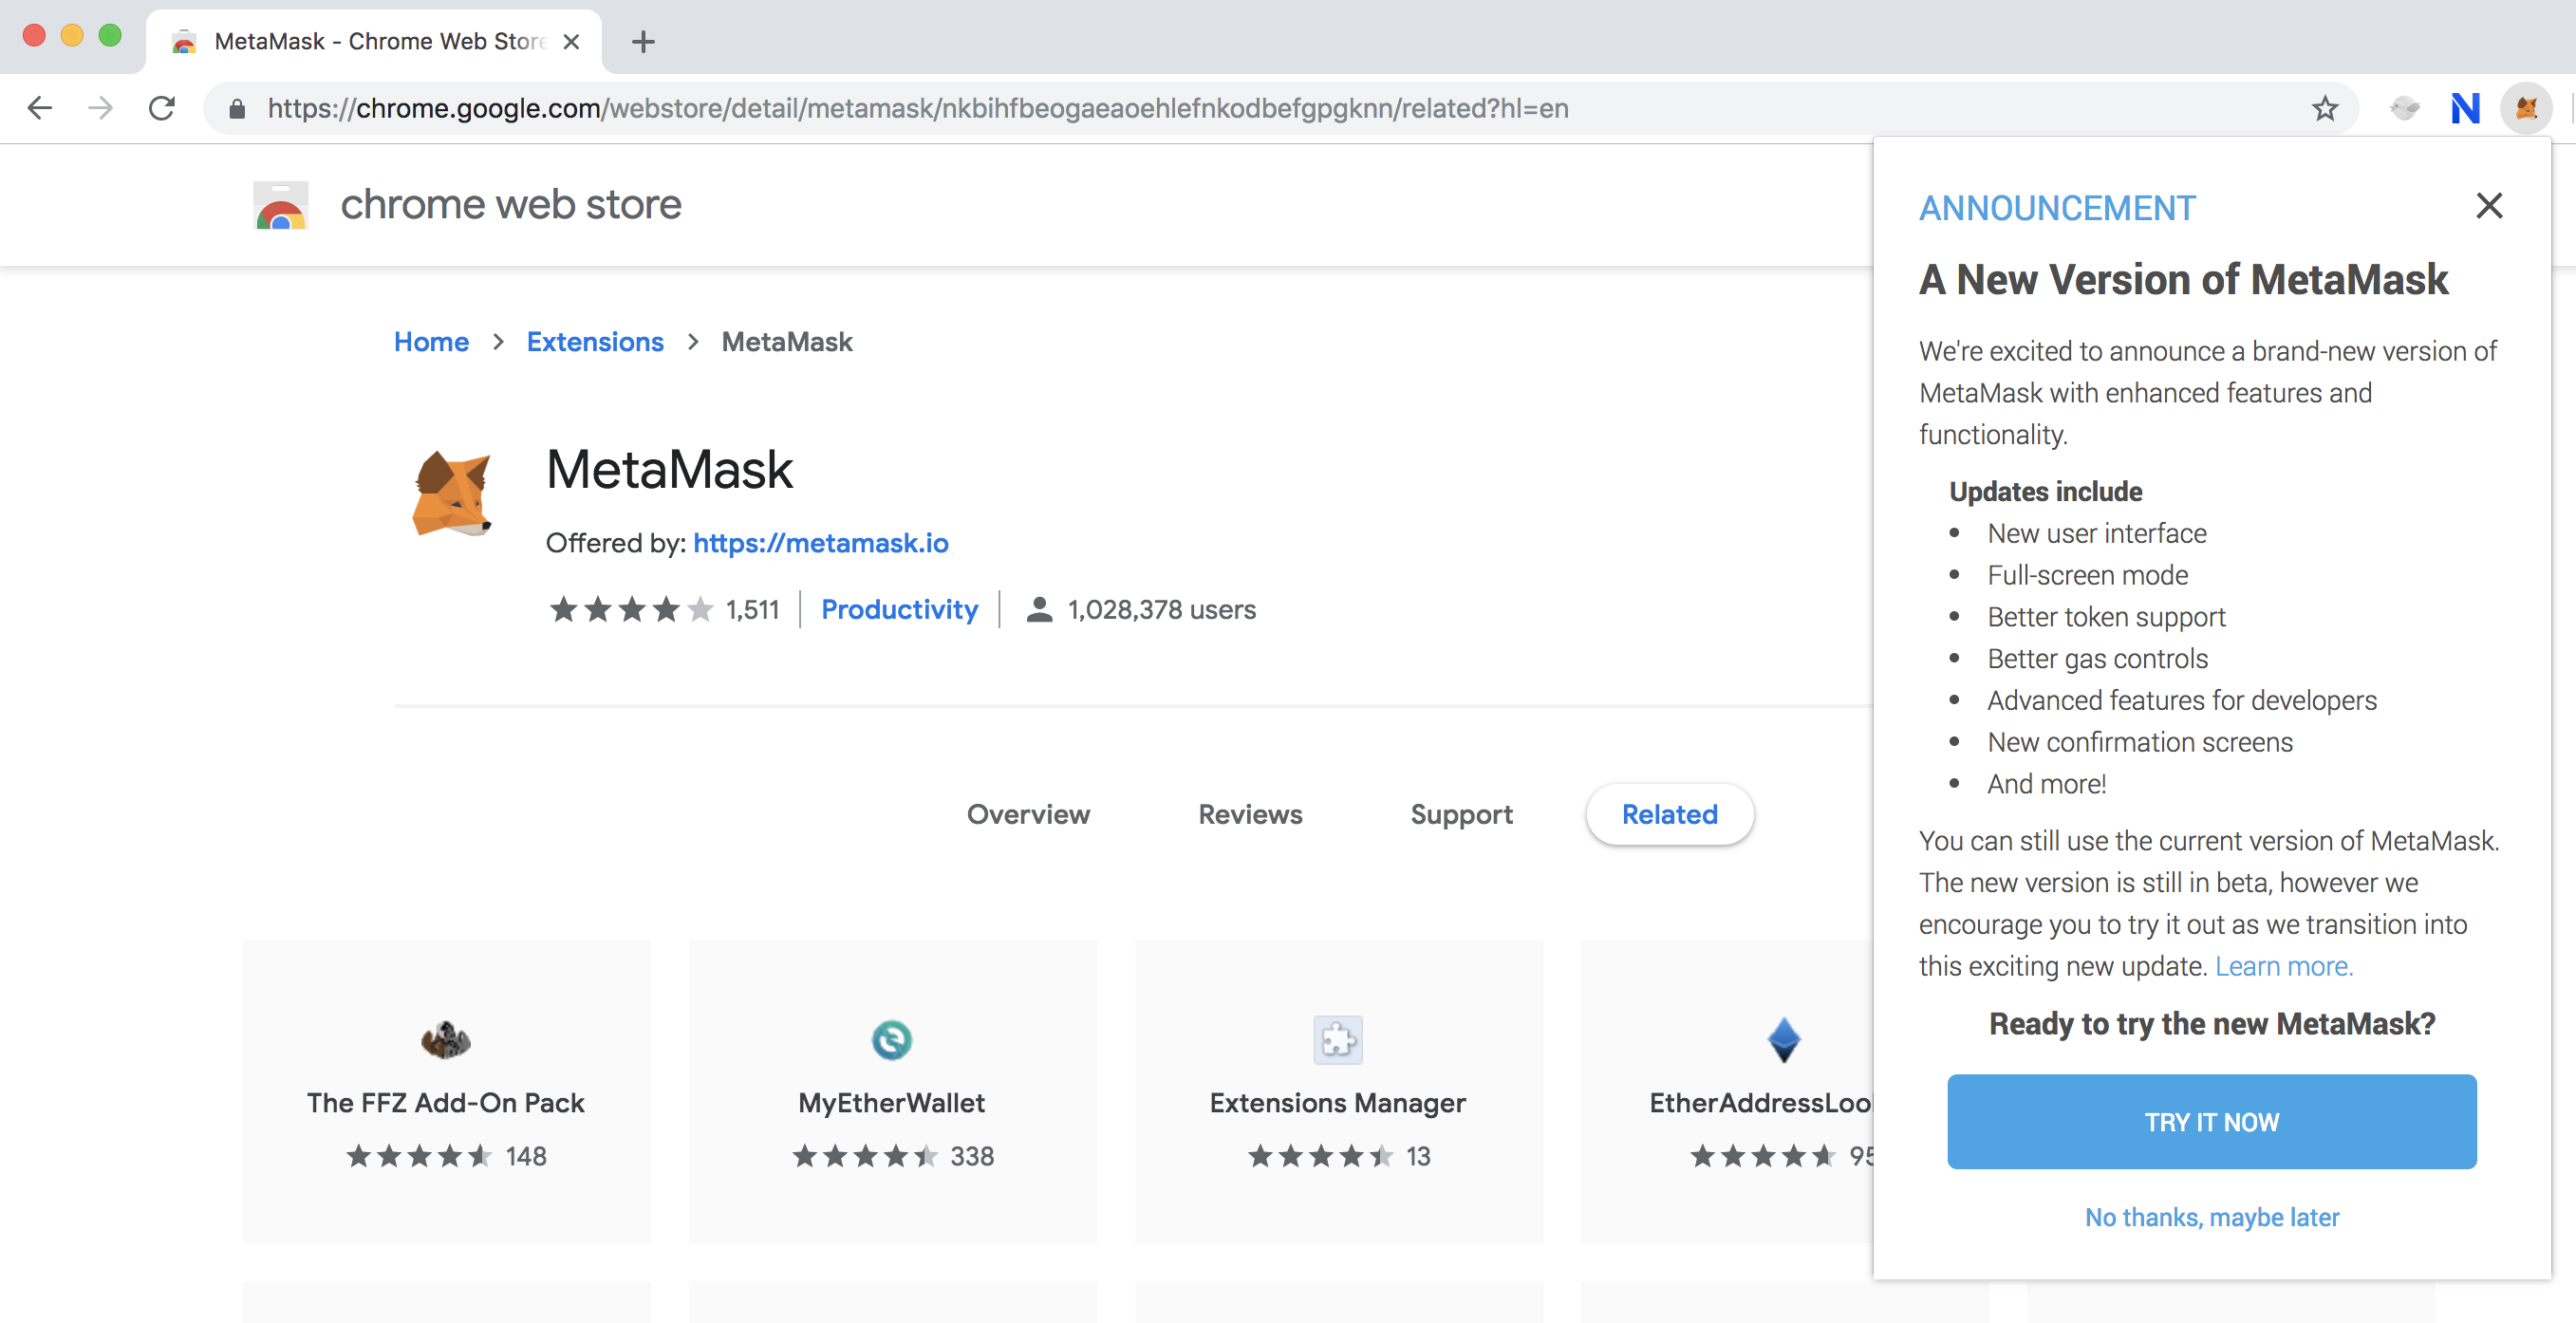 MetaMask - Chrome Web Store
https://chrome.google.com/webstore/detail/metamask/nkbihfbeogaeaoehlefnkodbefgpgknn/related?hl=en
N
chrome web store
Home > Extensions > MetaMask
MetaMask
Offered by: https://metamask.io
1,511 Productivity 1,028,378 users
Overview Reviews Support Related
The FFZ Add-On Pack
148
MyEtherWallet
338
Extensions Manager
13
EtherAddressLoo
95
ANNOUNCEMENT
A New Version of MetaMask
We're excited to announce a brand-new version of
MetaMask with enhanced features and
functionality.
Updates include
• New user interface
• Full-screen mode
• Better token support
• Better gas controls
• Advanced features for developers
• New confirmation screens
• And more!
You can still use the current version of MetaMask.
The new version is still in beta, however we
encourage you to try it out as we transition into
this exciting new update. Learn more.
Ready to try the new MetaMask?
TRY IT NOW
No thanks, maybe later